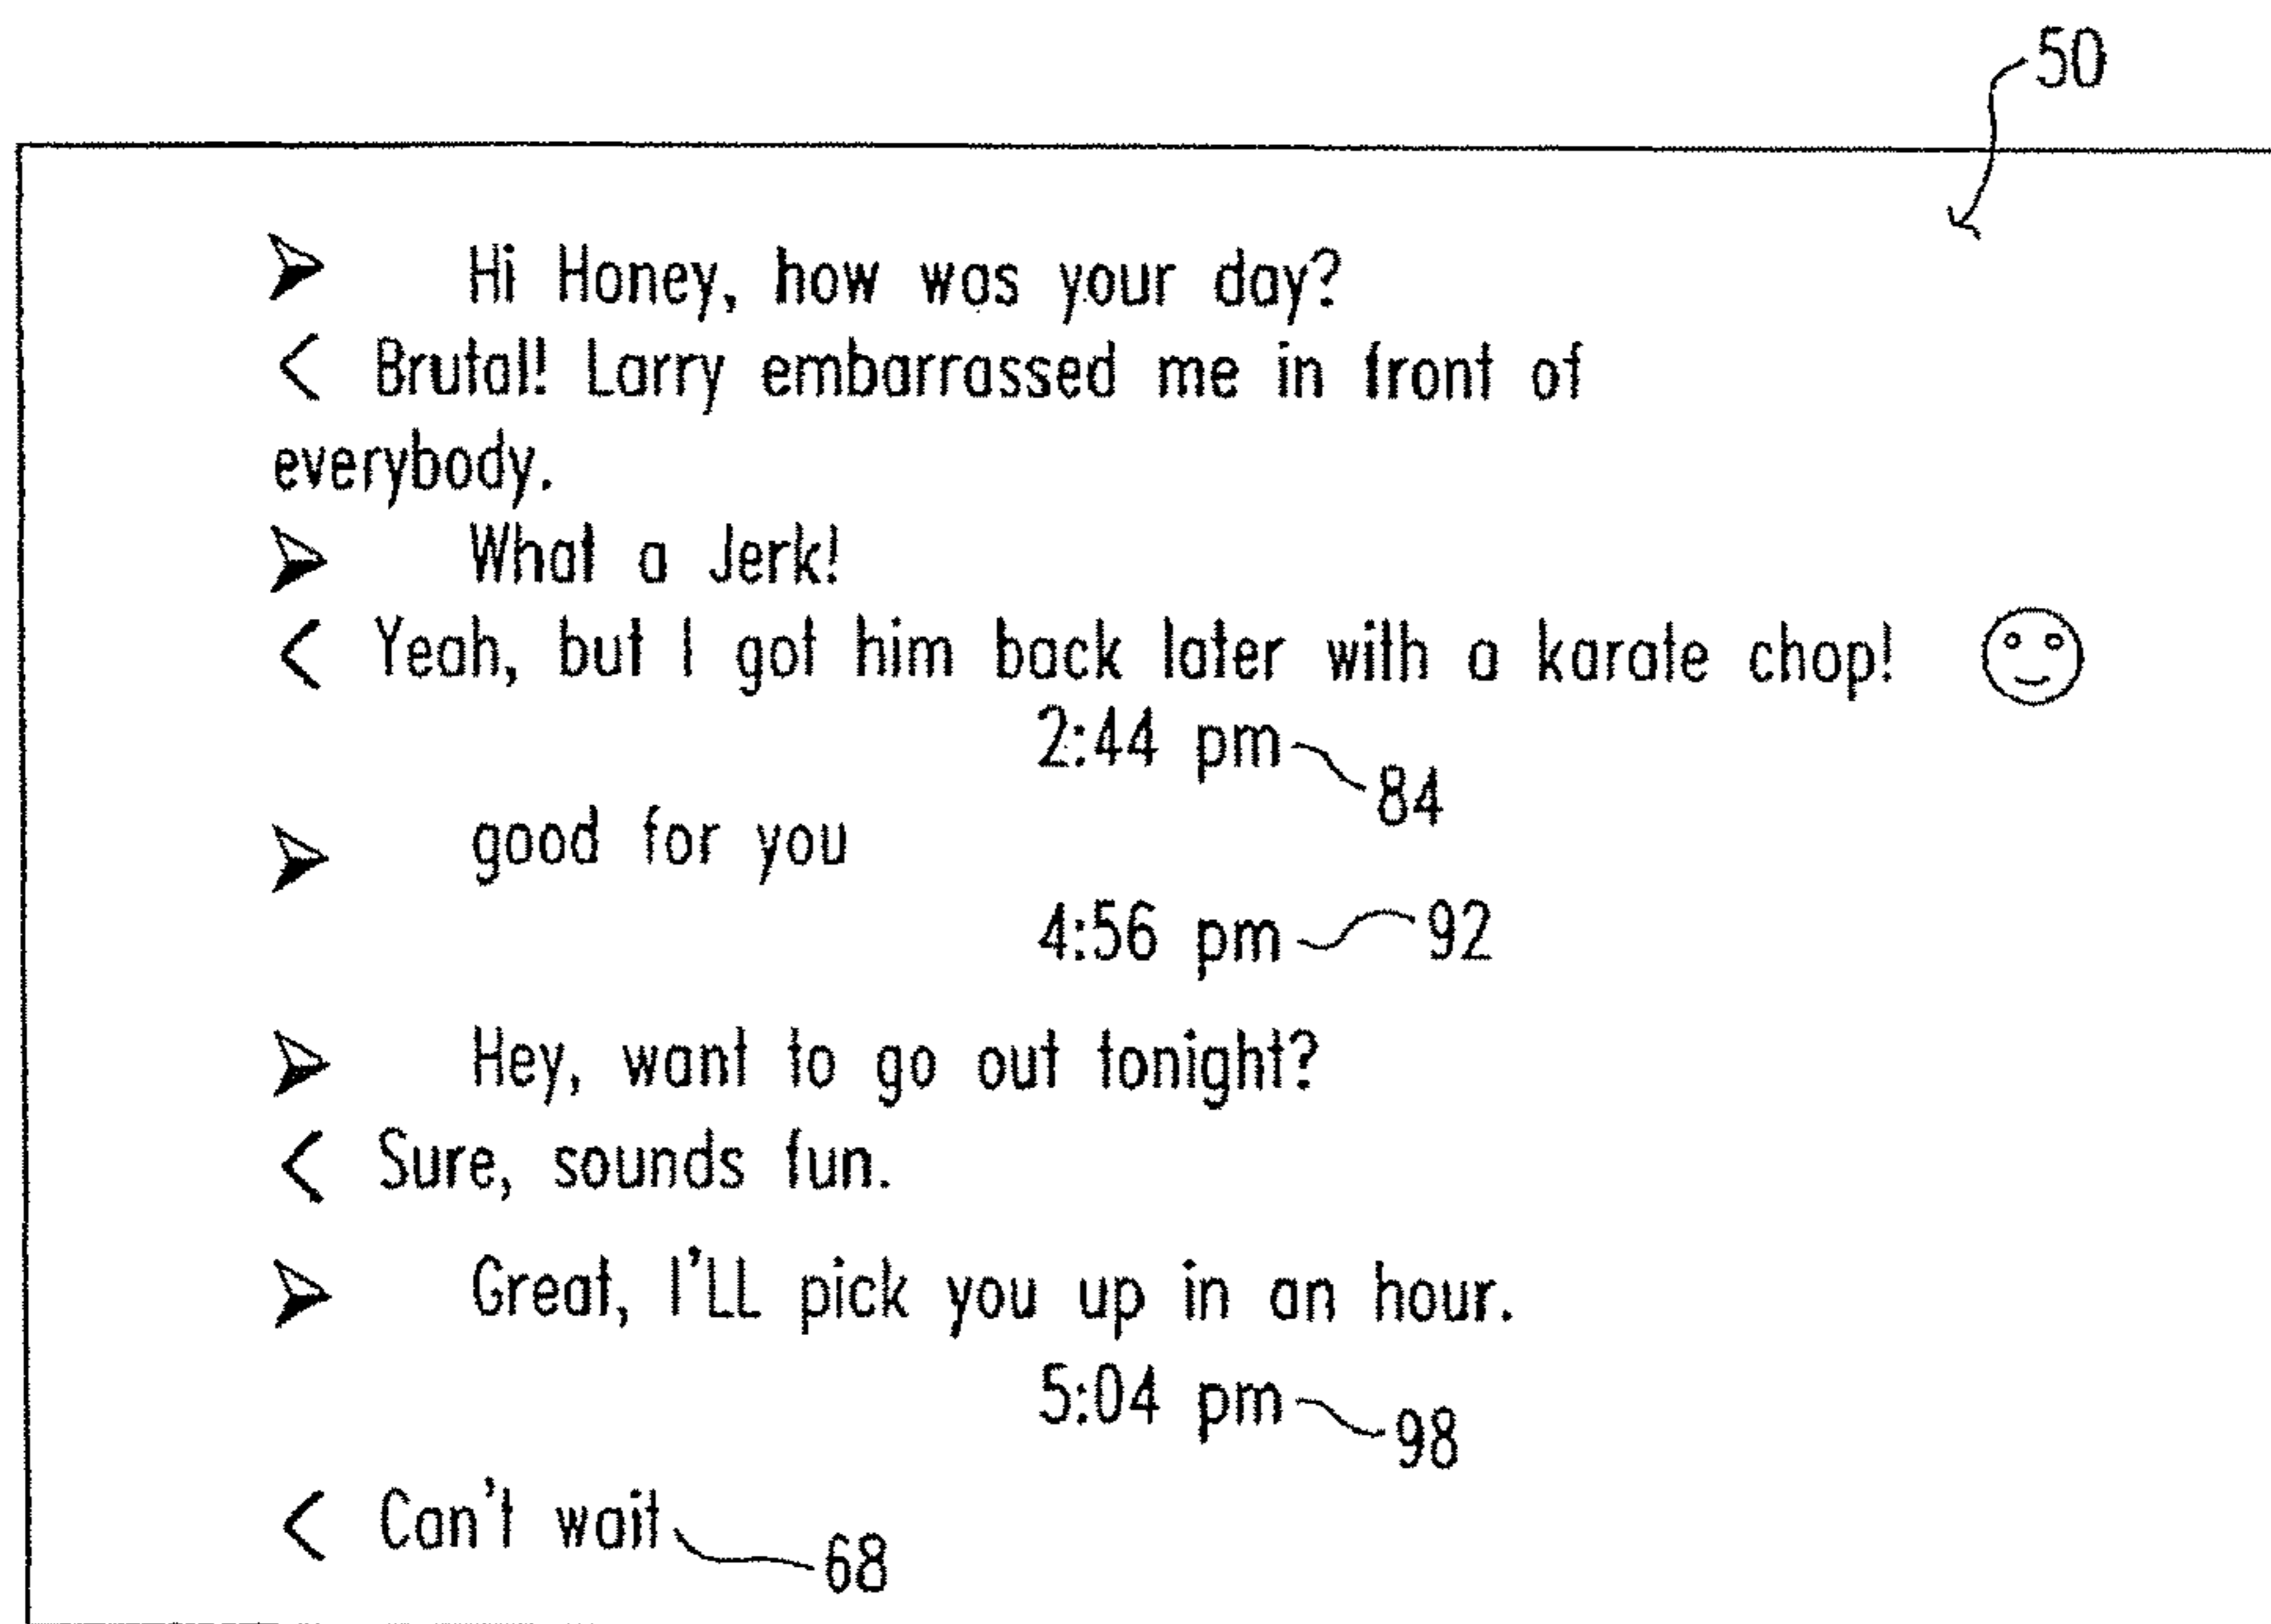 50
➢ Hi Honey, how was your day?
< Brutal! Larry embarrassed me in front of
everybody.
➢ What a Jerk!
< Yeah, but I got him back later with a karate chop! ☺
2:44 pm 84
➢ good for you
4:56 pm 92
➢ Hey, want to go out tonight?
< Sure, sounds fun.
➢ Great, I'LL pick you up in an hour.
5:04 pm 98
< Can't wait 68